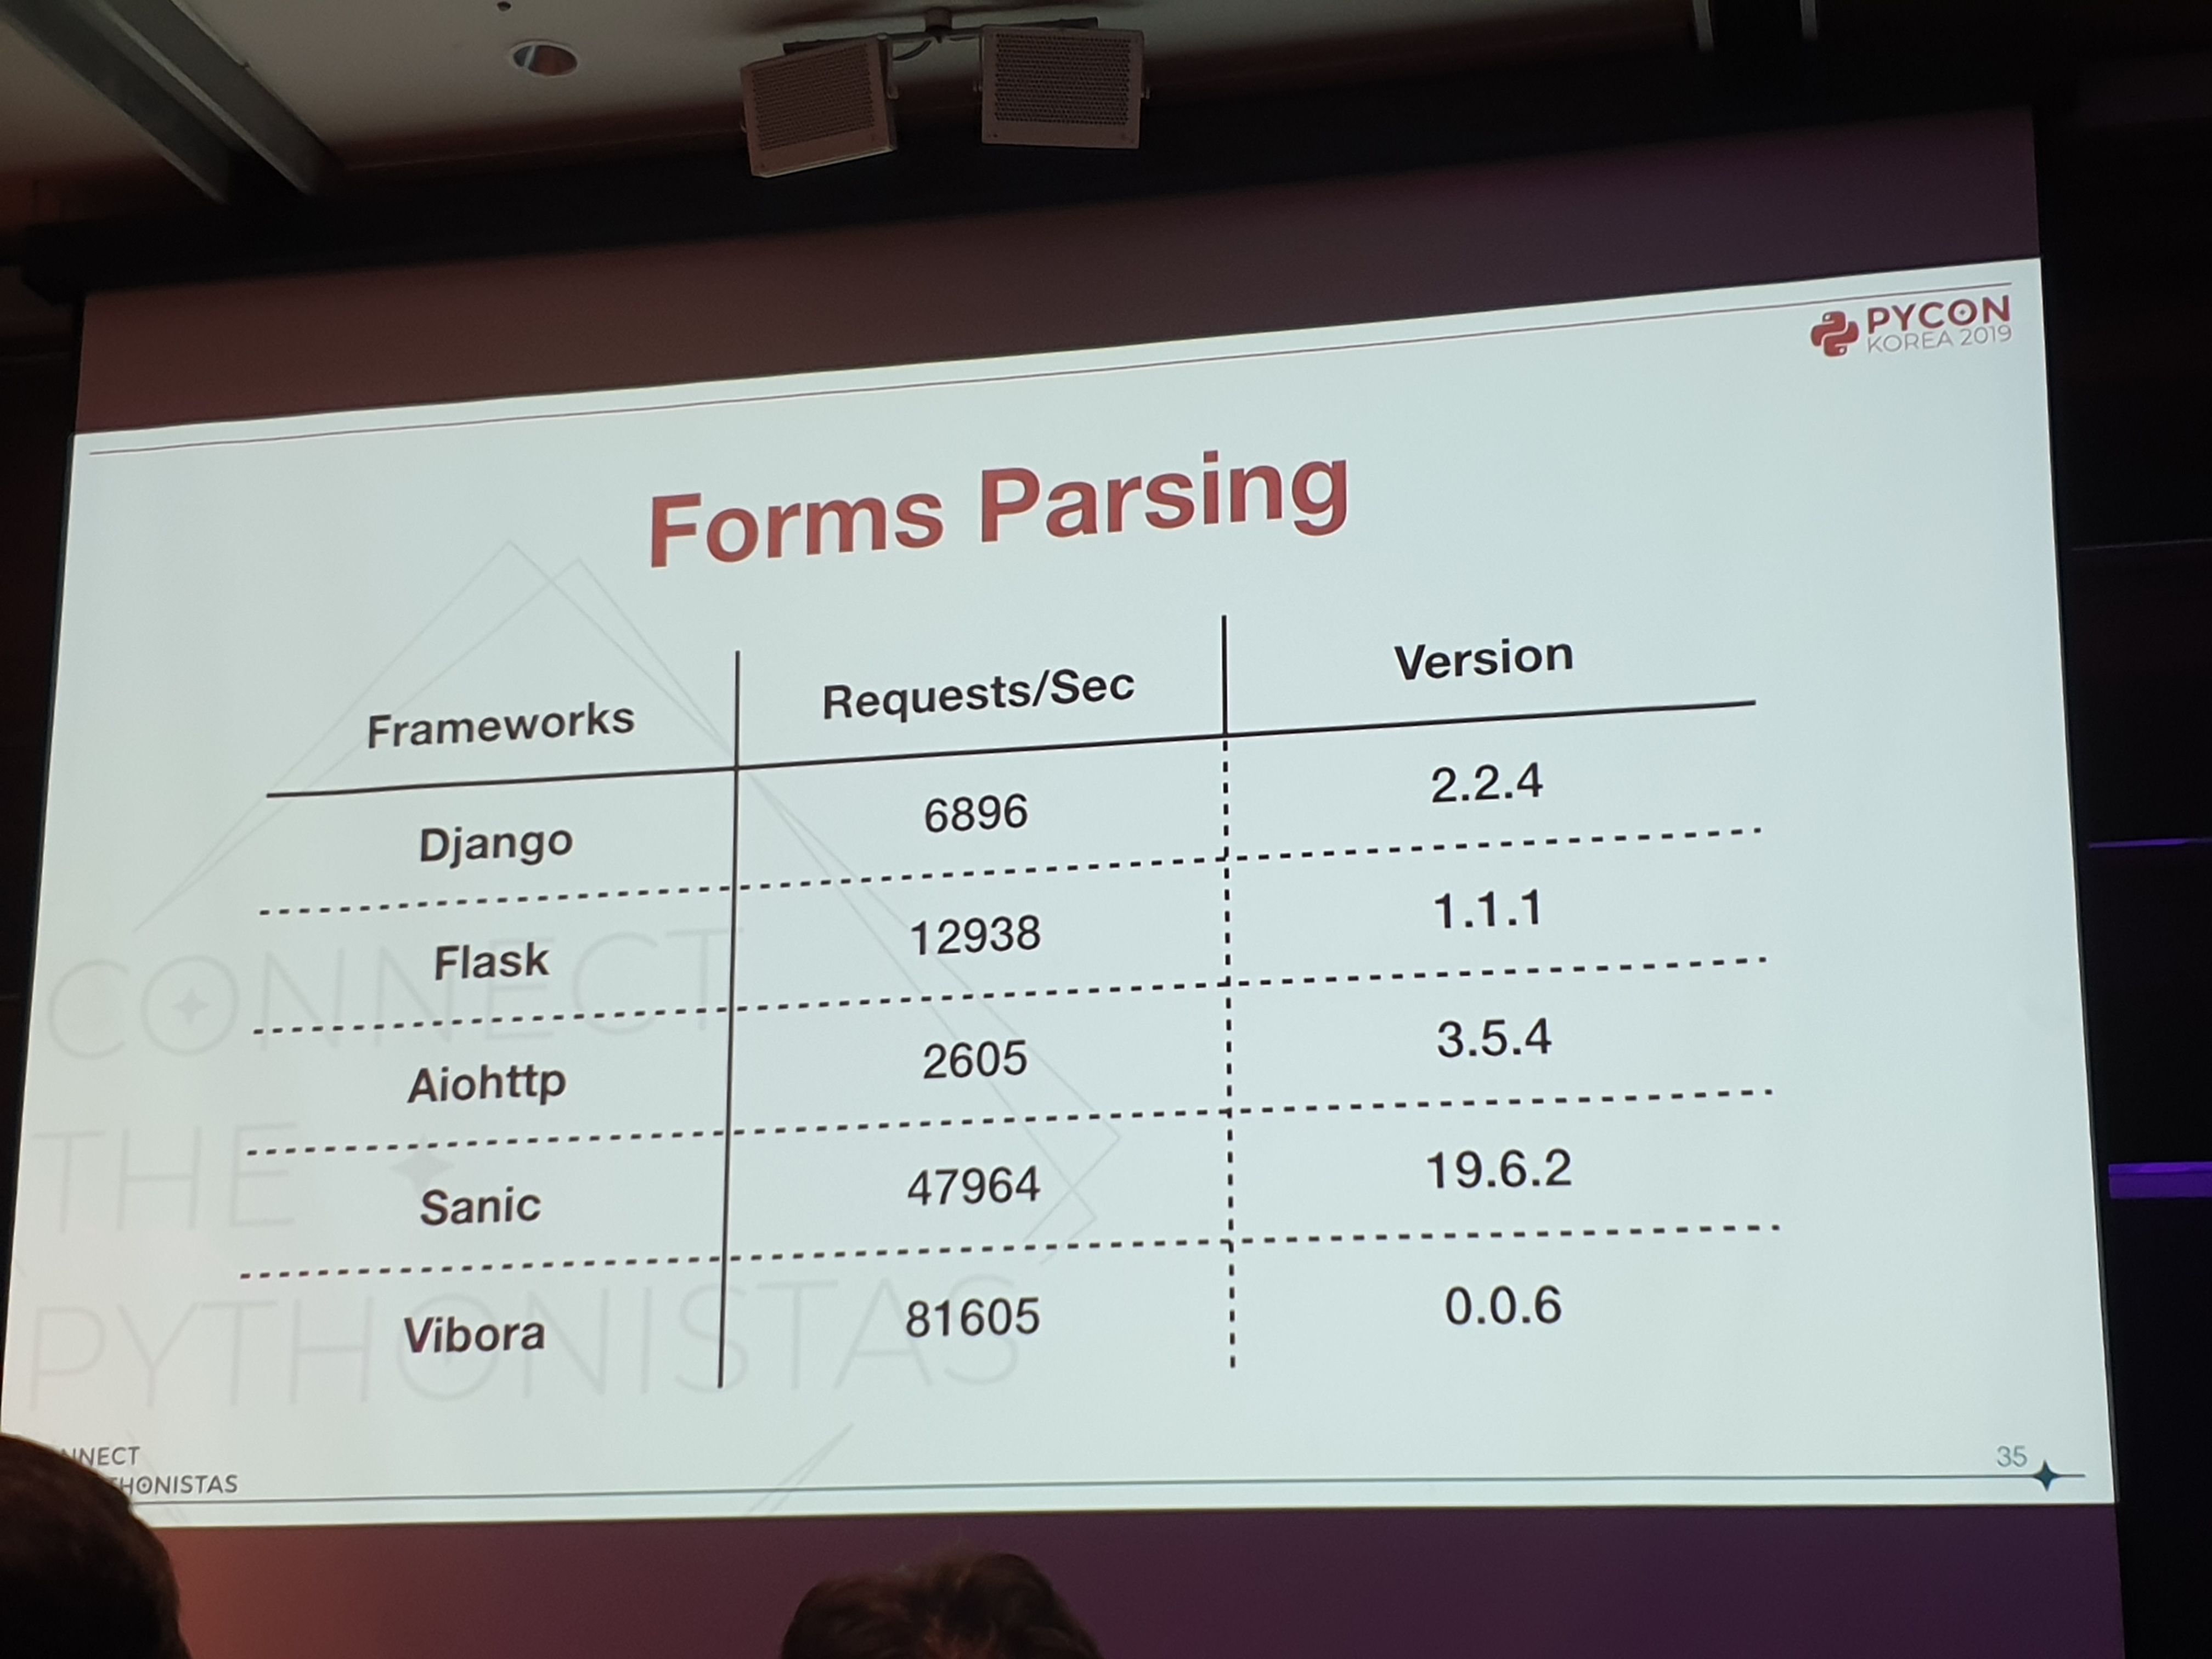 PYCON
KOREA 2019
Forms Parsing
Frameworks Requests/Sec Version
Django 6896 2.2.4
Flask 12938 1.1.1
Aiohttp 2605 3.5.4
Sanic 47964 19.6.2
Vibora 81605 0.0.6
CONNECT
THE
PYTHONISTAS
NNECT
HONISTAS
35